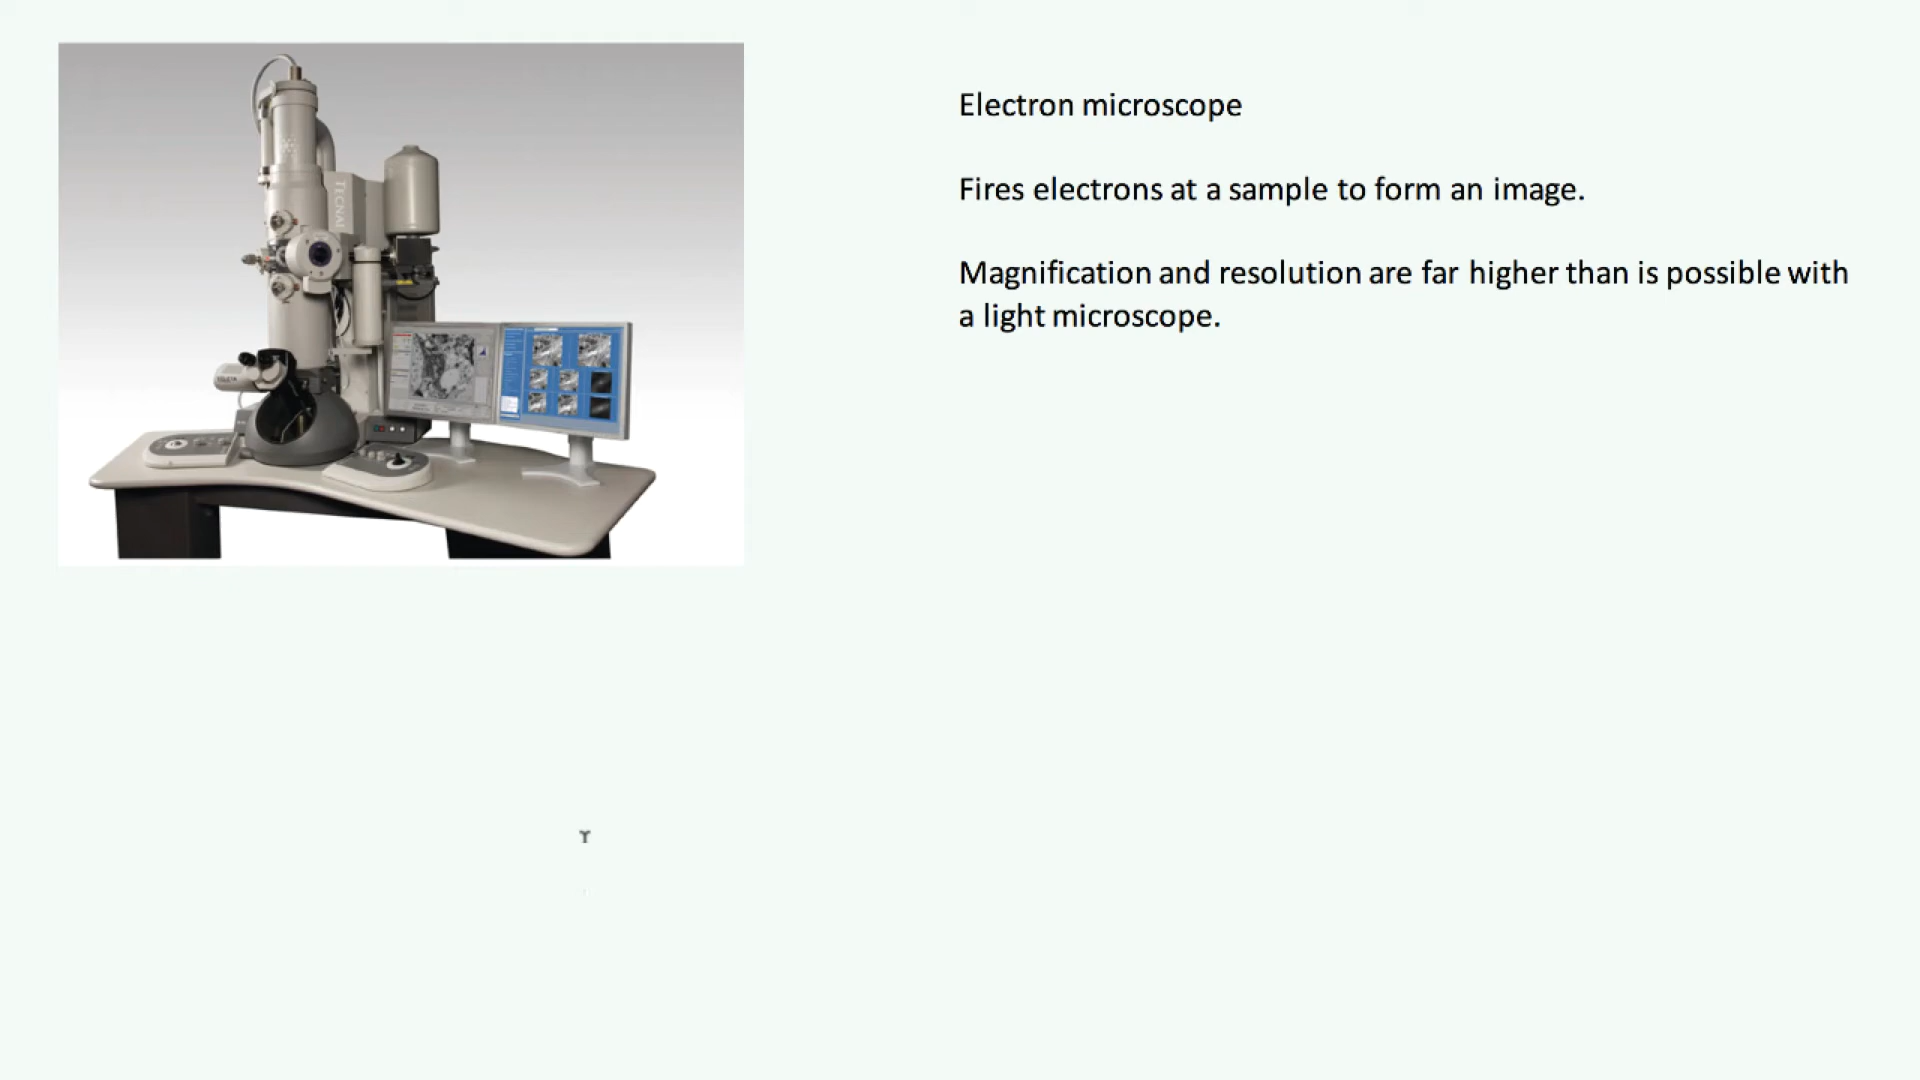 TECNAI
Electron microscope
Fires electrons at a sample to form an image.
Magnification and resolution are far higher than is possible with
a light microscope.